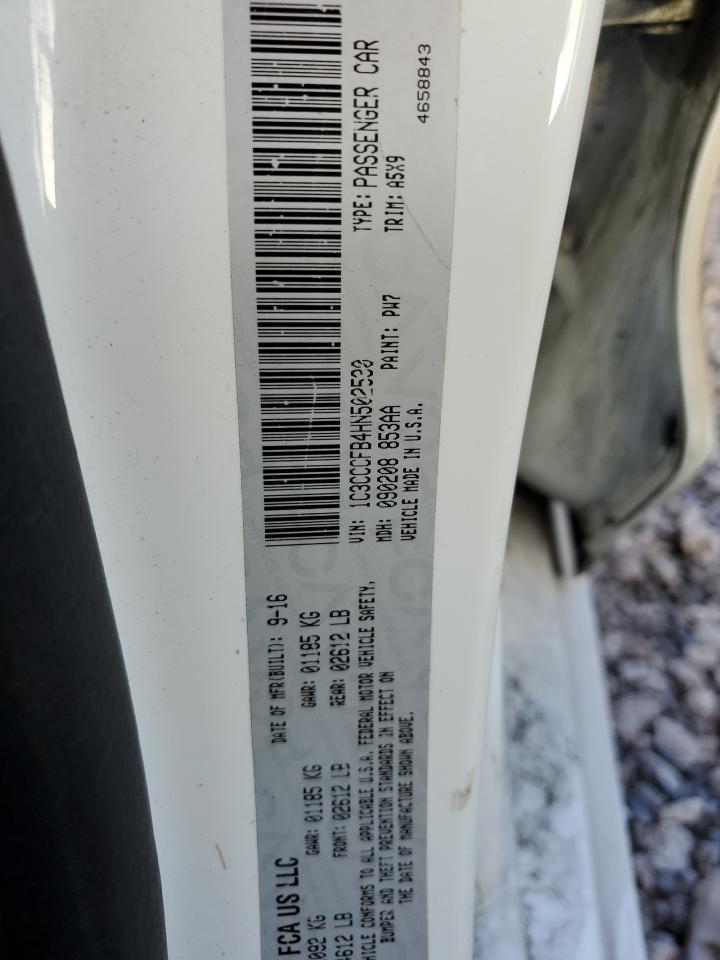 FCA US LLC
DATE OF MFR(BUILT): 9-16
092 KG
GAWR: 01185 KG
GAWR: 01185 KG
4612 LB
FRONT: 02612 LB
REAR: 02612 LB
VEHICLE CONFORMS TO ALL APPLICABLE U.S.A. FEDERAL MOTOR VEHICLE SAFETY,
BUMPER AND THEFT PREVENTION STANDARDS IN EFFECT ON
THE DATE OF MANUFACTURE SHOWN ABOVE.
VIN: 1C3CCCFB4HN502530
TYPE: PASSENGER CAR
MDH: 090208 853AA
PAINT: PW7
TRIM: A5X9
VEHICLE MADE IN U.S.A.
4658843